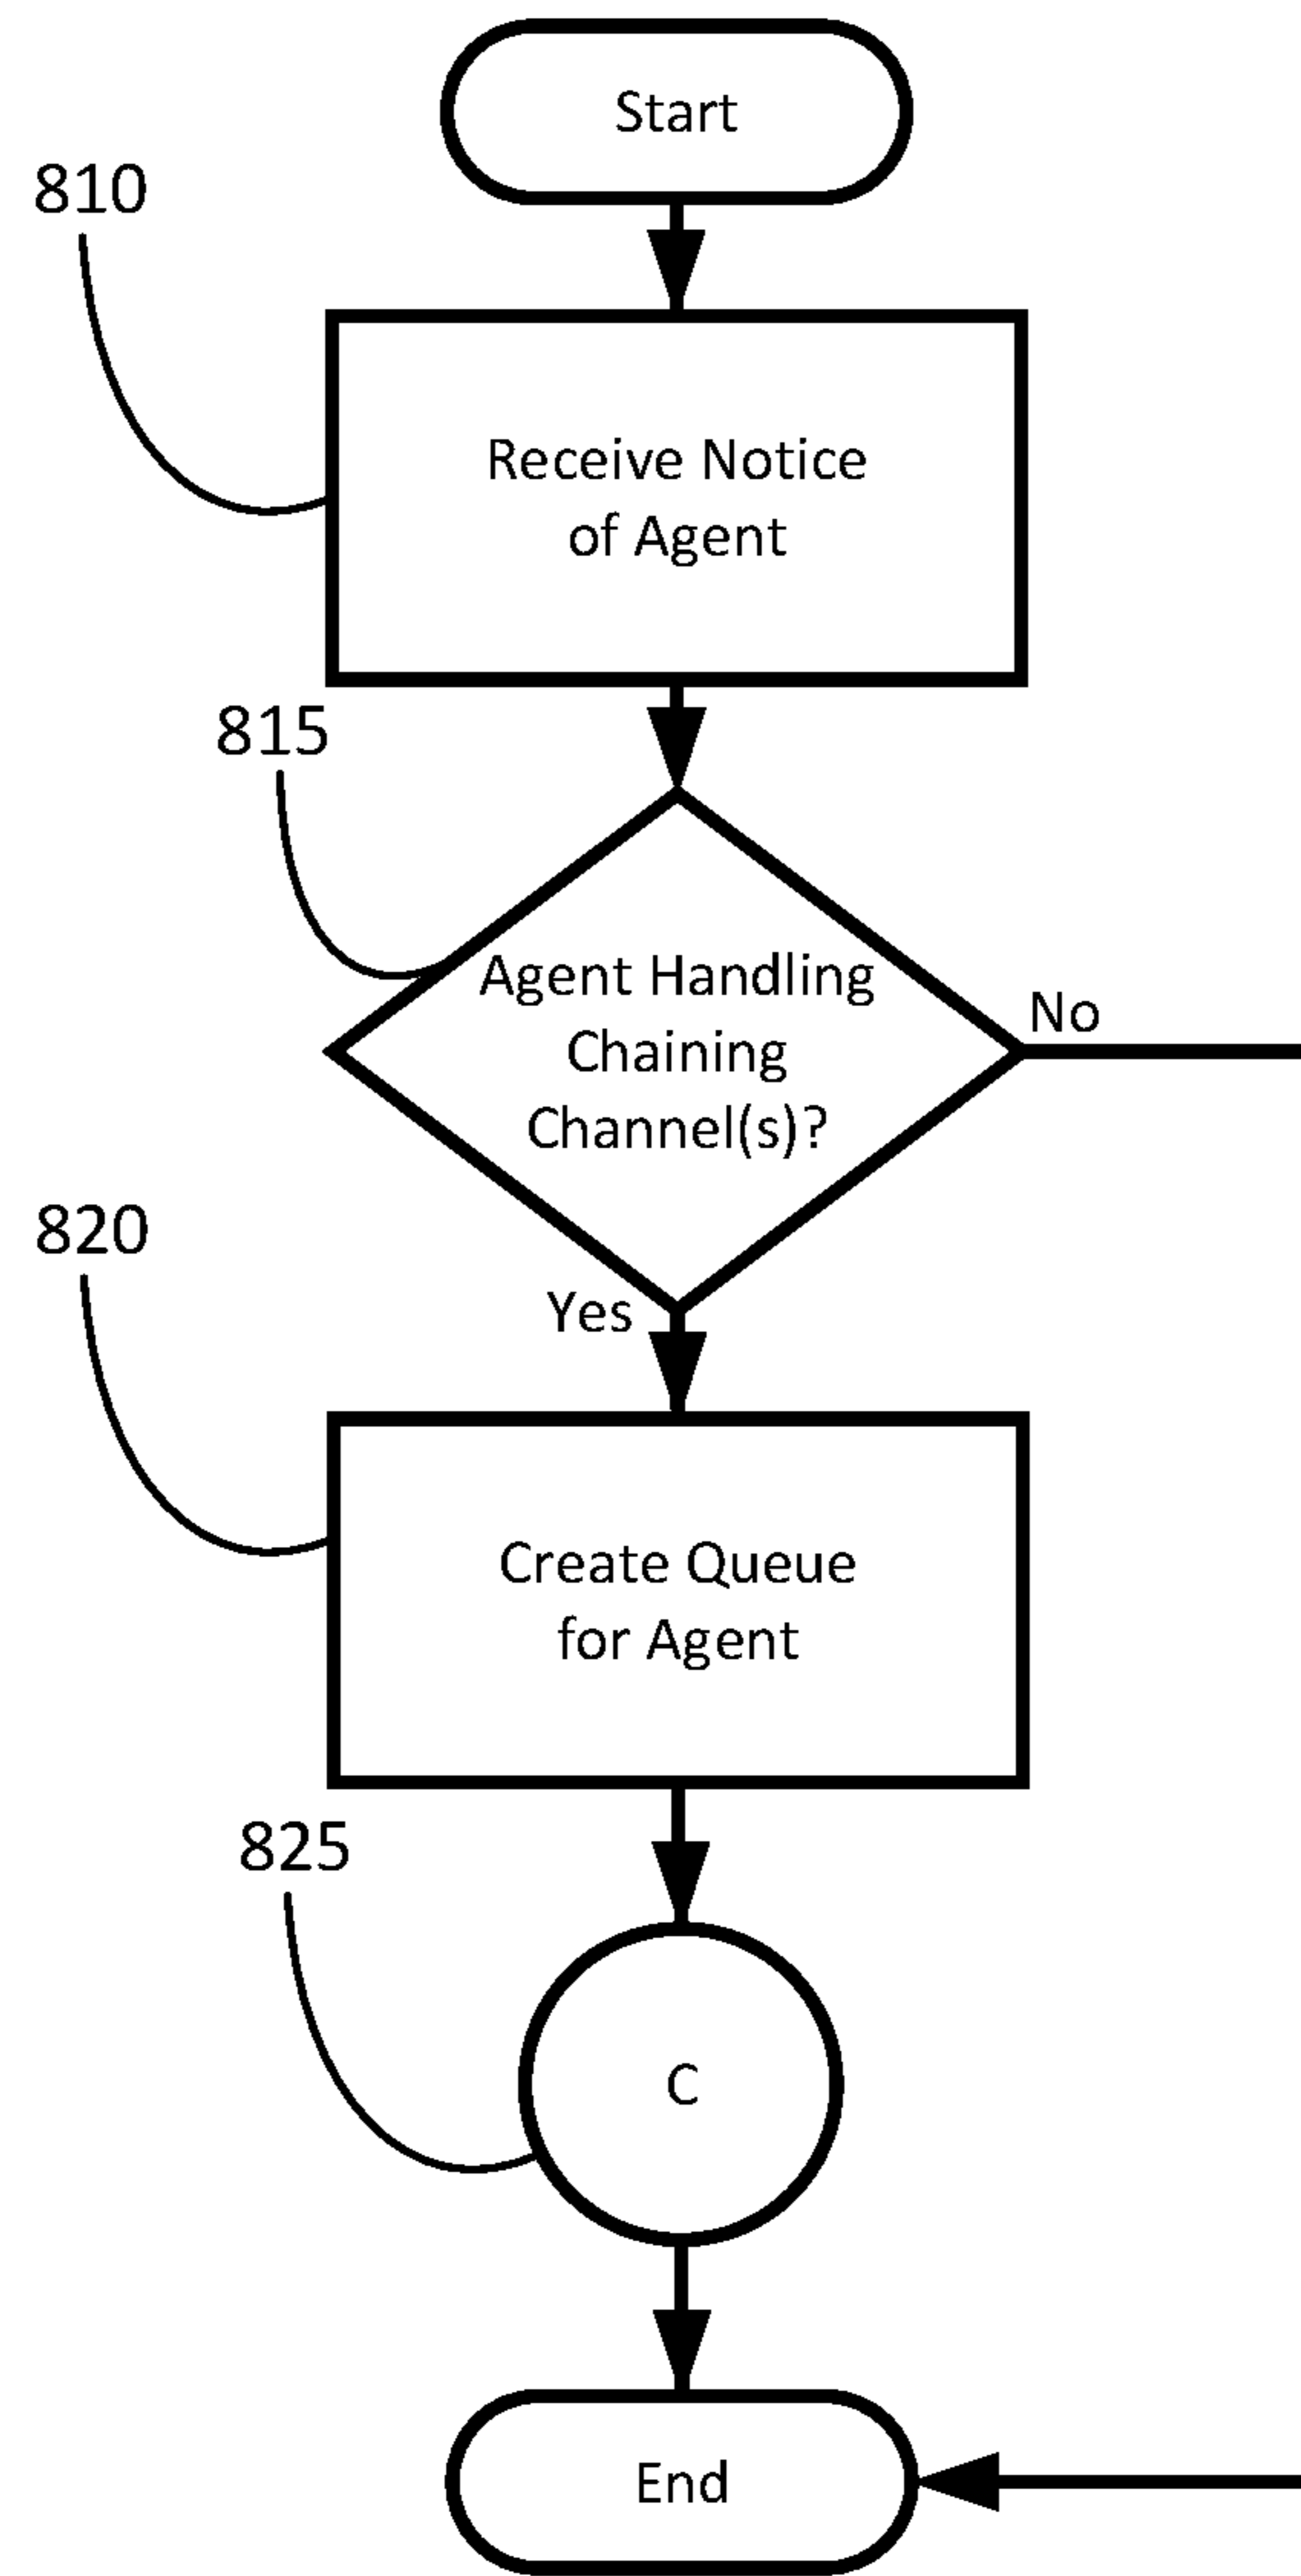 Start
810
Receive Notice
of Agent
815
Agent Handling
Chaining
Channel(s)?
No
Yes
820
Create Queue
for Agent
825
C
End